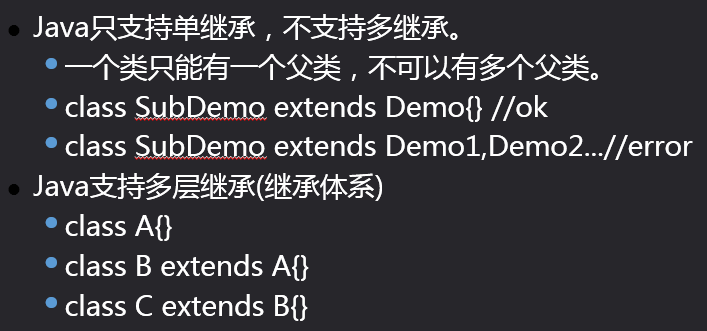 Java只支持单继承，不支持多继承。
一个类只能有一个父类，不可以有多个父类。
class SubDemo extends Demo{} //ok
class SubDemo extends Demo1,Demo2...//error
Java支持多层继承(继承体系)
class A{}
class B extends A{}
class C extends B{}